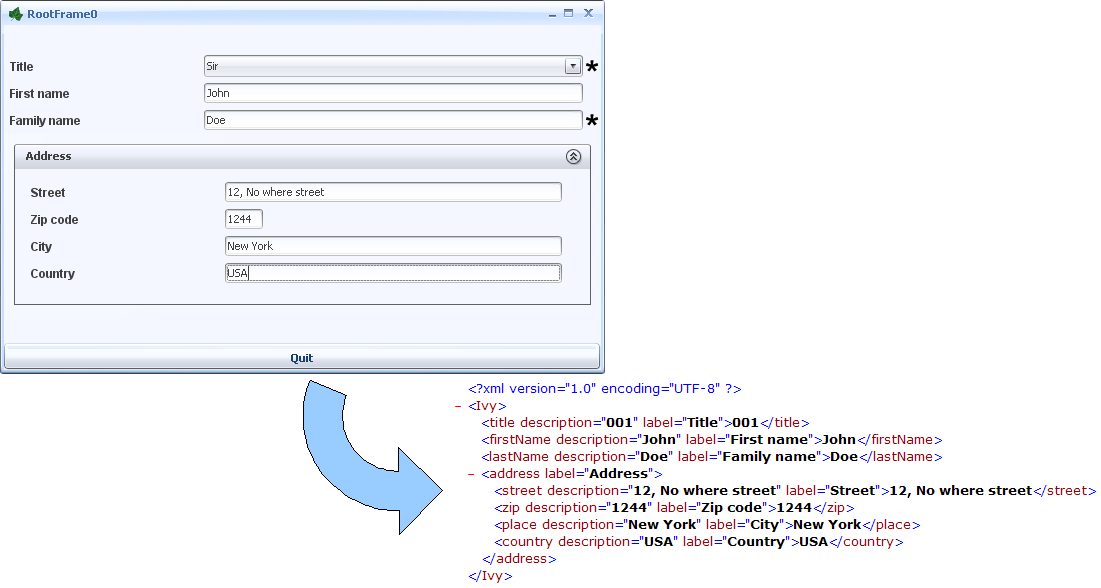 RootFrame0
Title Sir *
First name John
Family name Doe *
Address
Street 12, No where street
Zip code 1244
City New York
Country USA
Quit
<?xml version="1.0" encoding="UTF-8" ?>
- <Ivy>
<title description="001" label="Title">001</title>
<firstName description="John" label="First name">John</firstName>
<lastName description="Doe" label="Family name">Doe</lastName>
- <address label="Address">
<street description="12, No where street" label="Street">12, No where street</street>
<zip description="1244" label="Zip code">1244</zip>
<place description="New York" label="City">New York</place>
<country description="USA" label="Country">USA</country>
</address>
</Ivy>